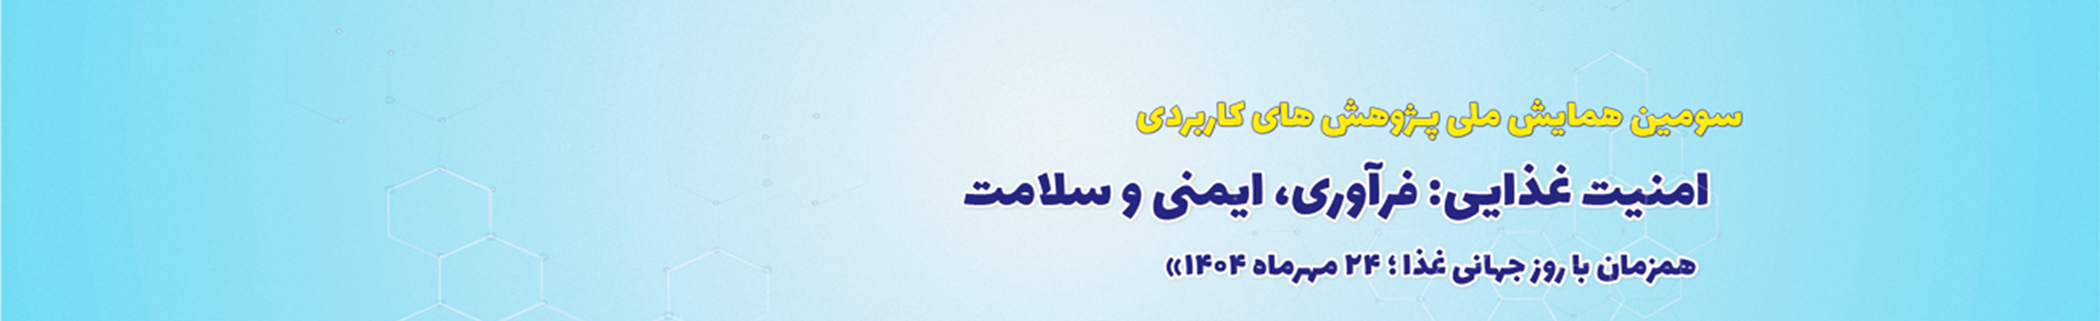 سومین همایش ملی پژوهش های کاربردی
امنیت غذایی: فرآوری، ایمنی و سلامت
همزمان با روز جهانی غذا ؛ ۲۴ مهرماه ۱۴۰۴»